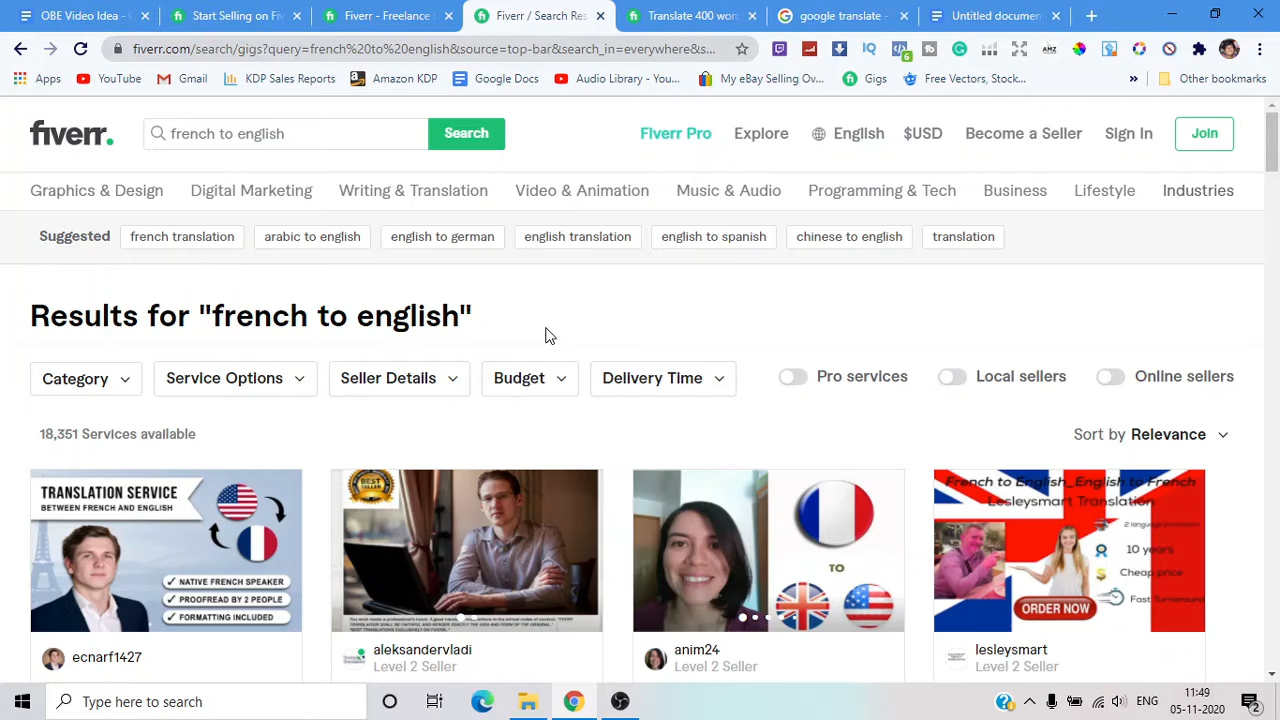 OBE Files
Start Selling
Freelance S
Fiverr / Search Res
Translate 400 wor
google translate -
Untitled documen
fiverr.com/search/gigs?query=french%20to%20english&source=top-bar&search_in=everywhere&s...
6
Apps YouTube Gmail KDP Sales Reports Amazon KDP Google Docs Audio Library - You... My eBay Selling Ov... Gigs Free Vectors, Stock... » Other bookmarks
fiverr. french to english Search Fiverr Pro Explore English $USD Become a Seller Sign In Join
Graphics & Design Digital Marketing Writing & Translation Video & Animation Music & Audio Programming & Tech Business Lifestyle Industries
Suggested french translation arabic to english english to german english translation english to spanish chinese to english translation
Results for "french to english"
Category Service Options Seller Details Budget Delivery Time Pro services Local sellers Online sellers
18,351 Services available Sort by Relevance
TRANSLATION SERVICE
BETWEEN FRENCH AND ENGLISH
✓ NATIVE FRENCH SPEAKER
✓ PROOFREAD BY 2 PEOPLE
✓ FORMATTING INCLUDED
ecnarf1427
BEST
SELLER
aleksandervladi
Level 2 Seller
TO
anim24
Level 2 Seller
French to English_English to French
Lesleysmart Translation
10 years
Cheap price
Fast Turnaround
ORDER NOW
lesleysmart
Level 2 Seller
Type here to search
ENG
11:49
05-11-2020
2